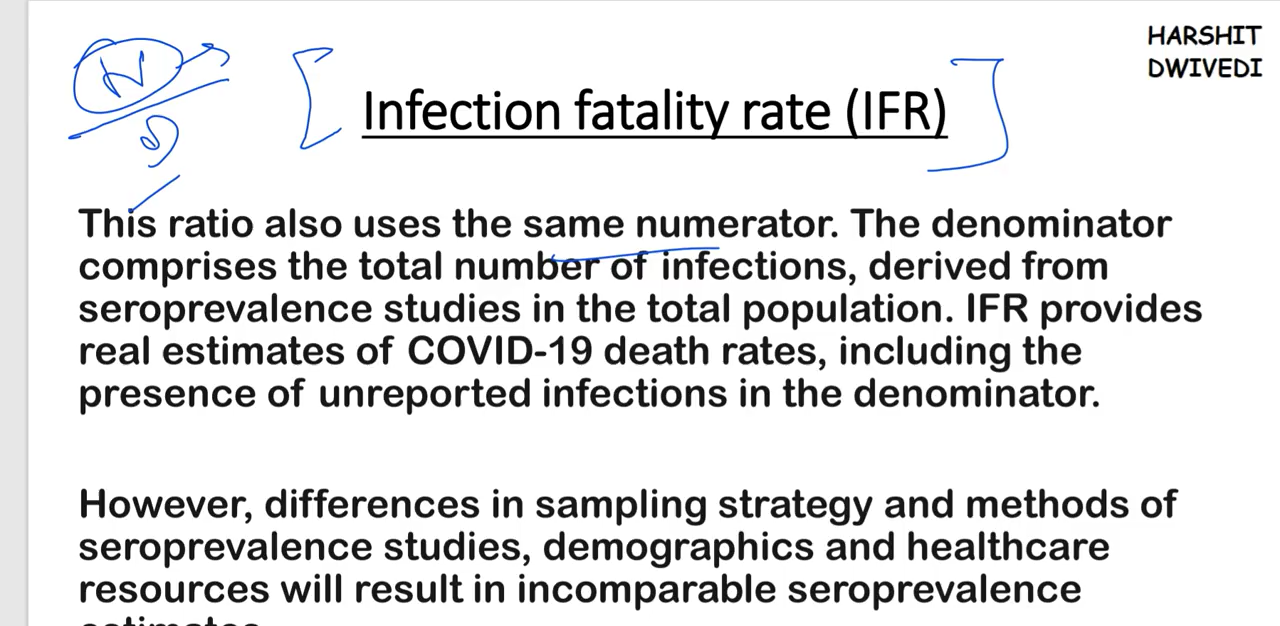 HARSHIT
DWIVEDI
N
D
Infection fatality rate (IFR)
This ratio also uses the same numerator. The denominator
comprises the total number of infections, derived from
seroprevalence studies in the total population. IFR provides
real estimates of COVID-19 death rates, including the
presence of unreported infections in the denominator.
However, differences in sampling strategy and methods of
seroprevalence studies, demographics and healthcare
resources will result in incomparable seroprevalence